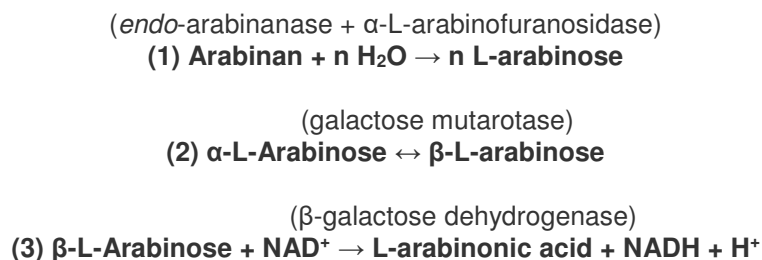 (endo-arabinanase + α-L-arabinofuranosidase)
(1) Arabinan + n H₂O → n L-arabinose
(galactose mutarotase)
(2) α-L-Arabinose ↔ β-L-arabinose
(β-galactose dehydrogenase)
(3) β-L-Arabinose + NAD⁺ → L-arabinonic acid + NADH + H⁺